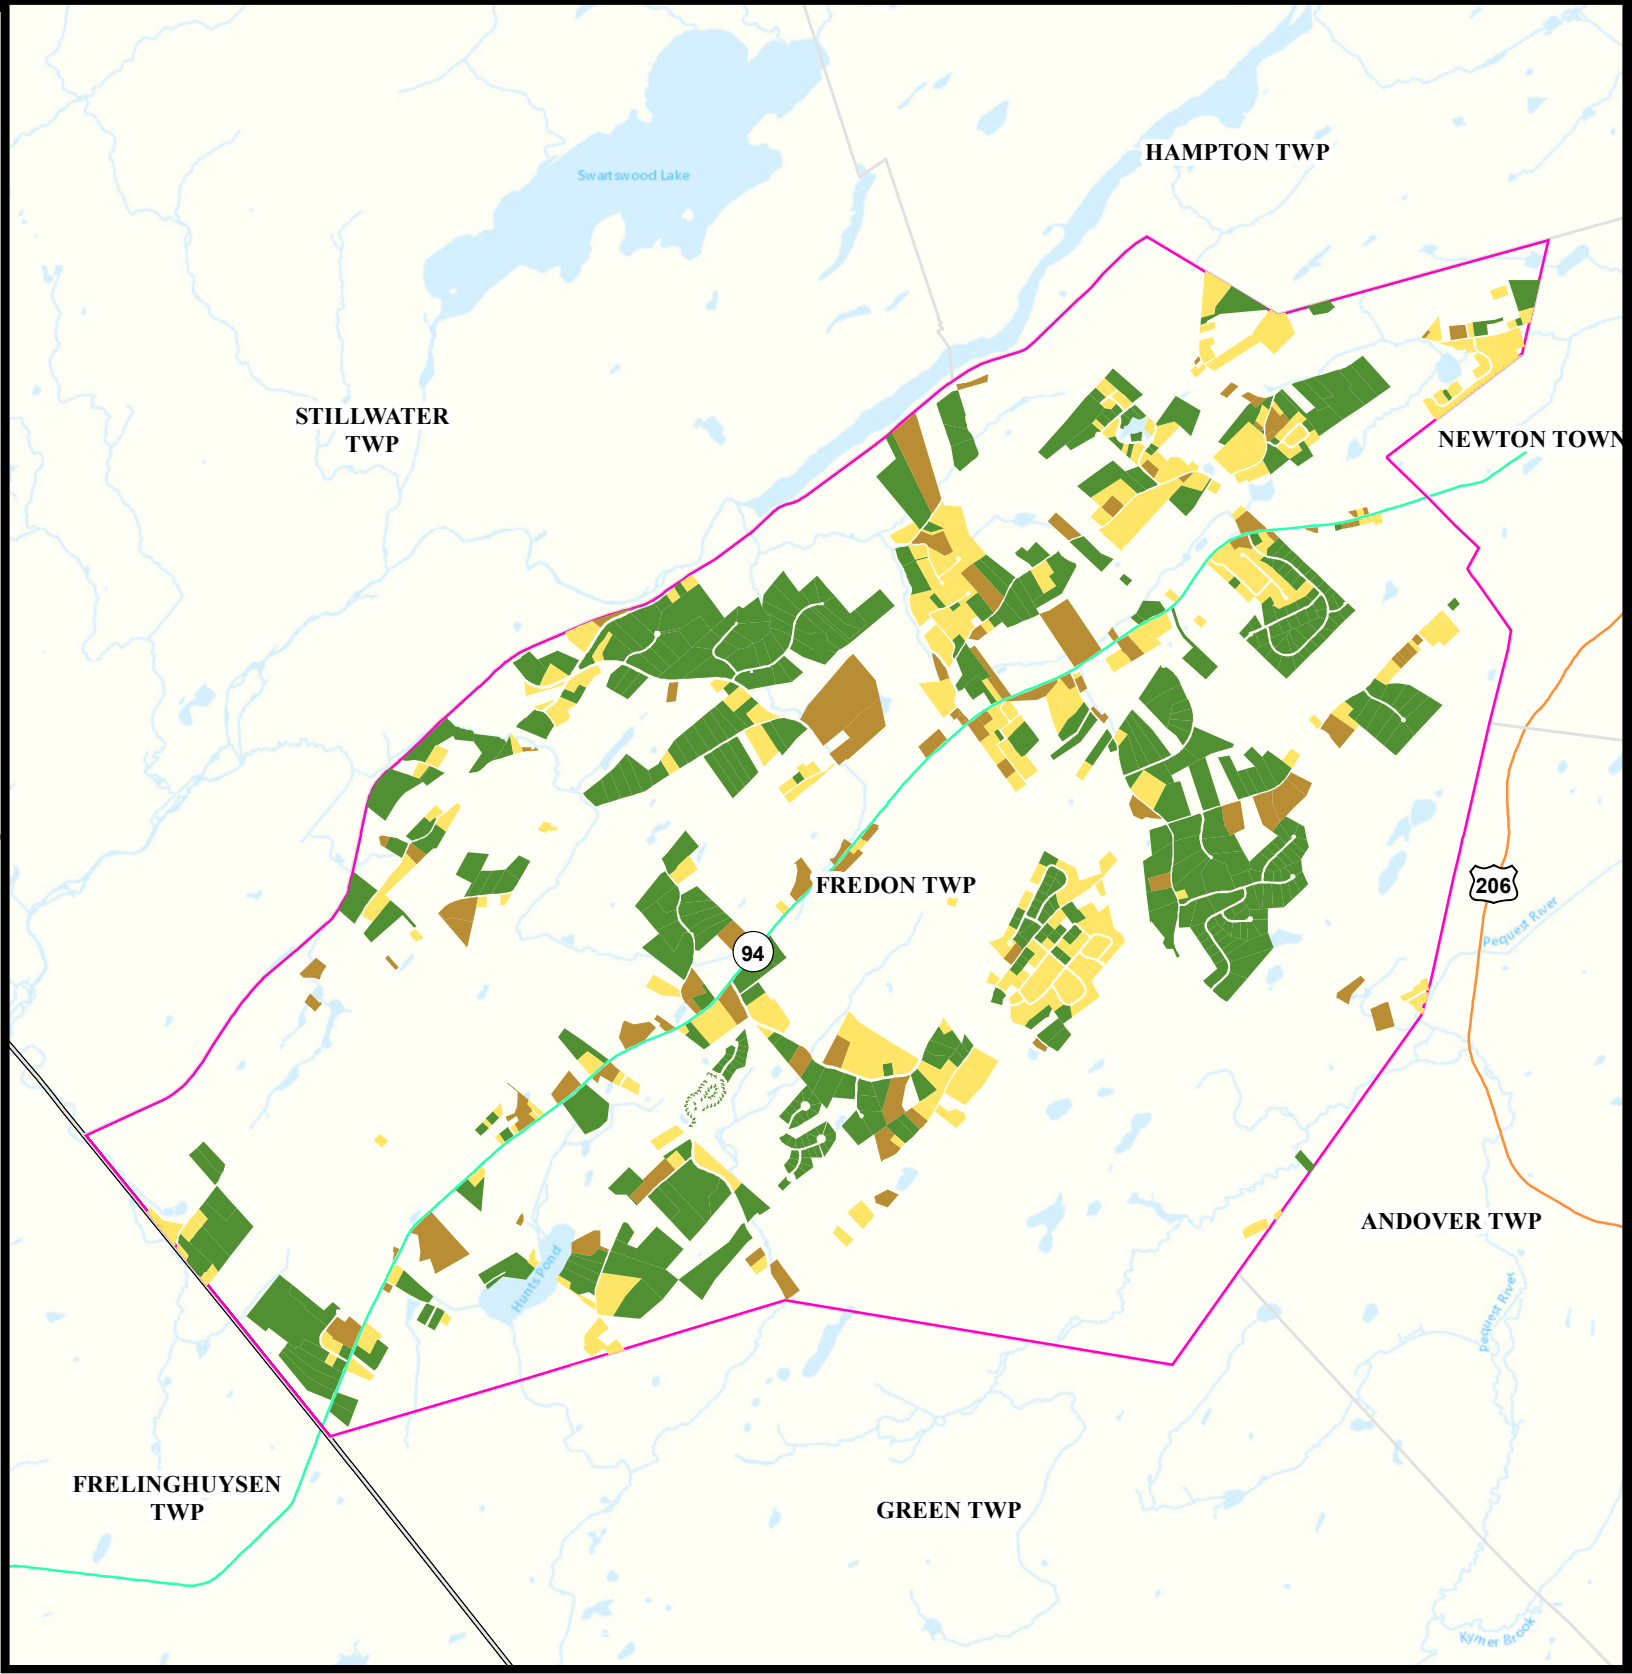 HAMPTON TWP
Swartswood Lake
STILLWATER
TWP
NEWTON TOWN
FREDON TWP
206
Pequest River
94
ANDOVER TWP
Hunts Pond
Pequest River
FRELINGHUYSEN
TWP
GREEN TWP
Kymer Brook